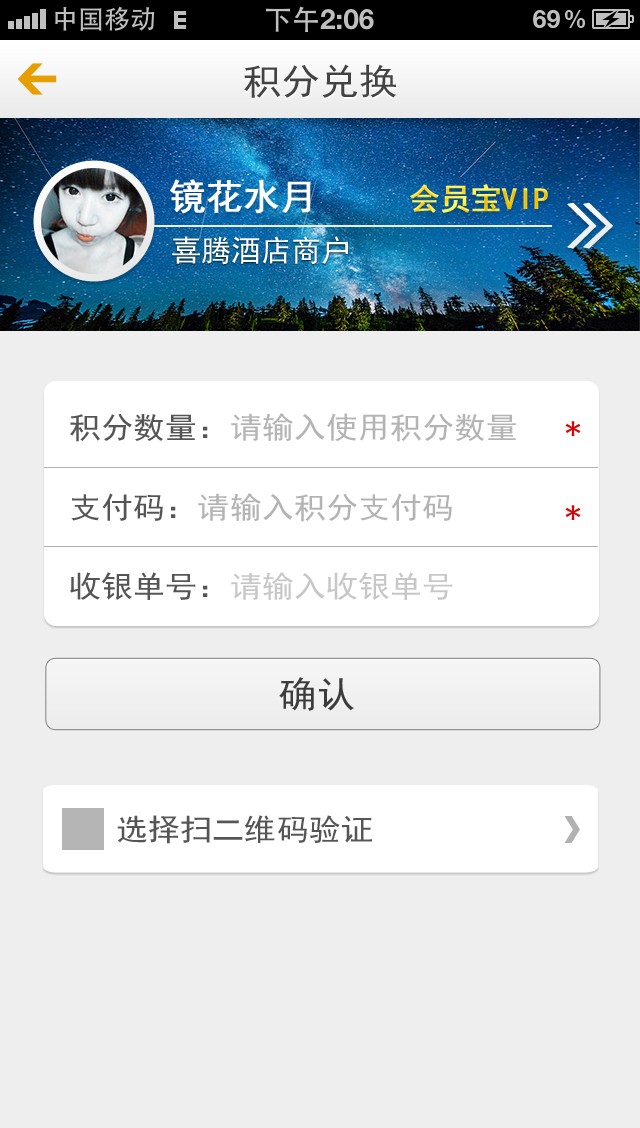 中国移动 E 下午2:06 69%
积分兑换
镜花水月 会员宝VIP
喜腾酒店商户
积分数量：请输入使用积分数量 *
支付码：请输入积分支付码 *
收银单号：请输入收银单号
确认
选择扫二维码验证